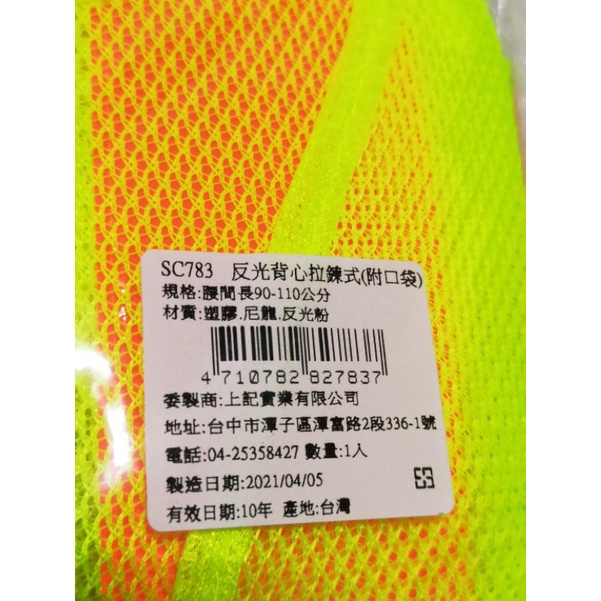 SC783 反光背心拉鍊式(附口袋)
規格:腰間長90-110公分
材質:塑膠.尼龍.反光粉
4 710782 827837
委製商:上記實業有限公司
地址:台中市潭子區潭富路2段336-1號
電話:04-25358427 數量:1入
製造日期:2021/04/05
有效日期:10年 產地:台灣